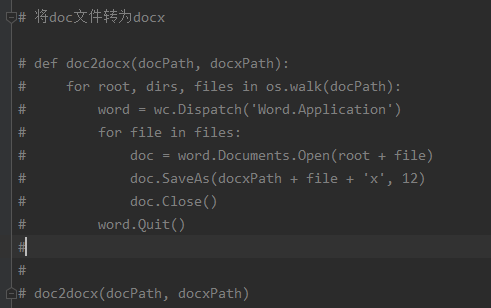 # 将doc文件转为docx
# def doc2docx(docPath, docxPath):
#     for root, dirs, files in os.walk(docPath):
#         word = wc.Dispatch('Word.Application')
#         for file in files:
#             doc = word.Documents.Open(root + file)
#             doc.SaveAs(docxPath + file + 'x', 12)
#             doc.Close()
#         word.Quit()
#
#
# doc2docx(docPath, docxPath)